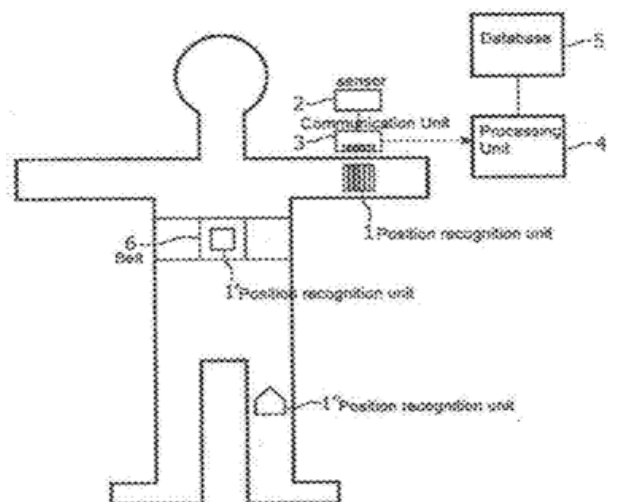 Database
5
sensor
2
Communication Unit
3
Processing
Unit
4
1 Position recognition unit
6
Belt
1' Position recognition unit
1" Position recognition unit